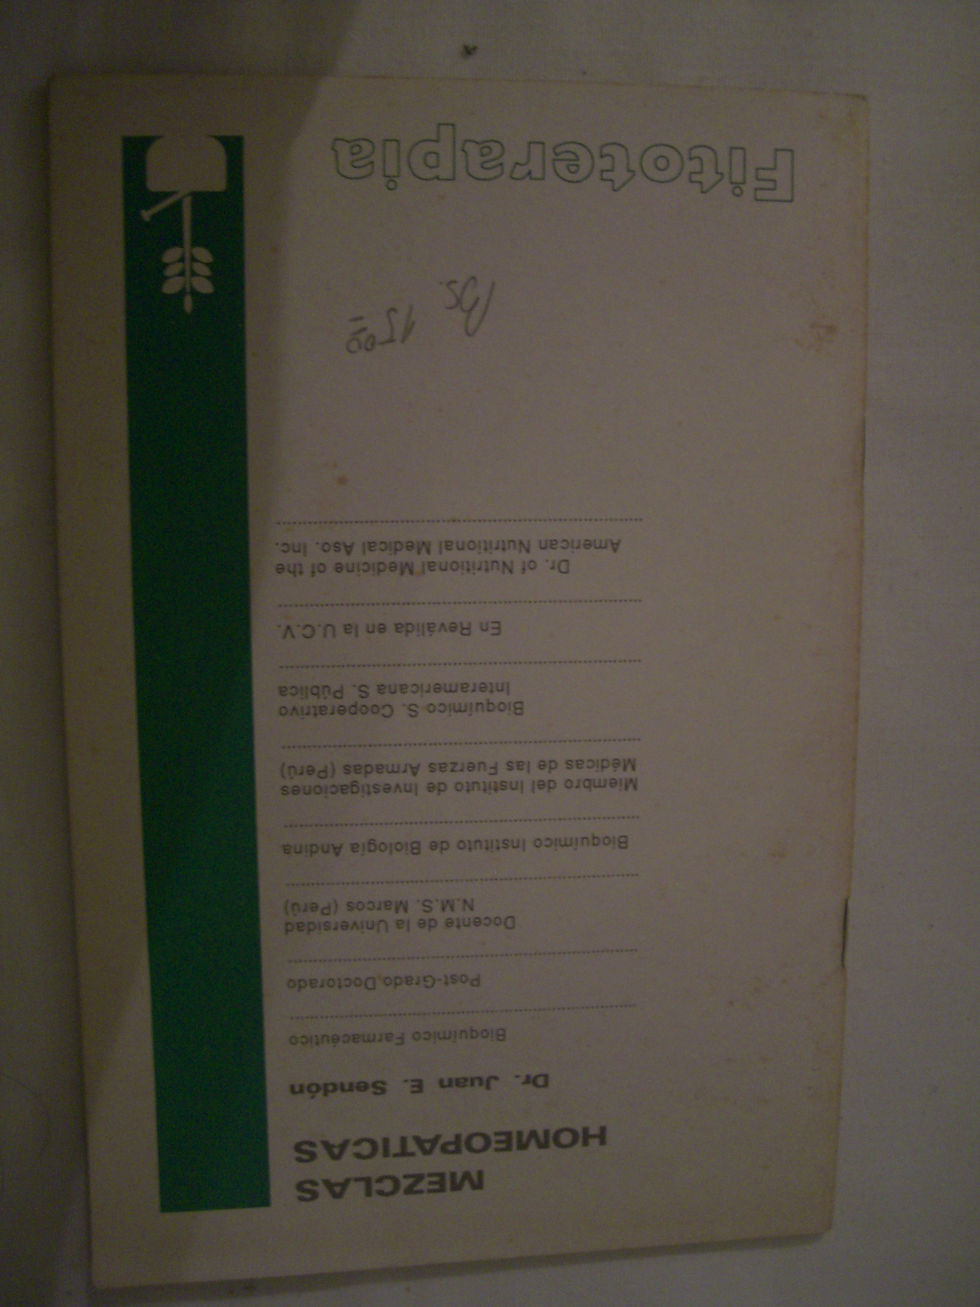 MEZCLAS
HOMEOPATICAS
Dr. Juan E. Sendón
Bioquímico Farmacéutico
Post-Grado, Doctorado
Docente de la Universidad
N.M.S. Marcos (Perú)
Bioquímico Instituto de Biología Andina
Miembro del Instituto de Investigaciones
Médicas de las Fuerzas Armadas (Perú)
Bioquímico S. Cooperatrivo
Interamericana S. Pública
En Reválida en la U.C.V.
Dr. of Nutritional Medicine of the
American Nutritional Medical Aso. Inc.
Bs. 15oo
Fitoterapia